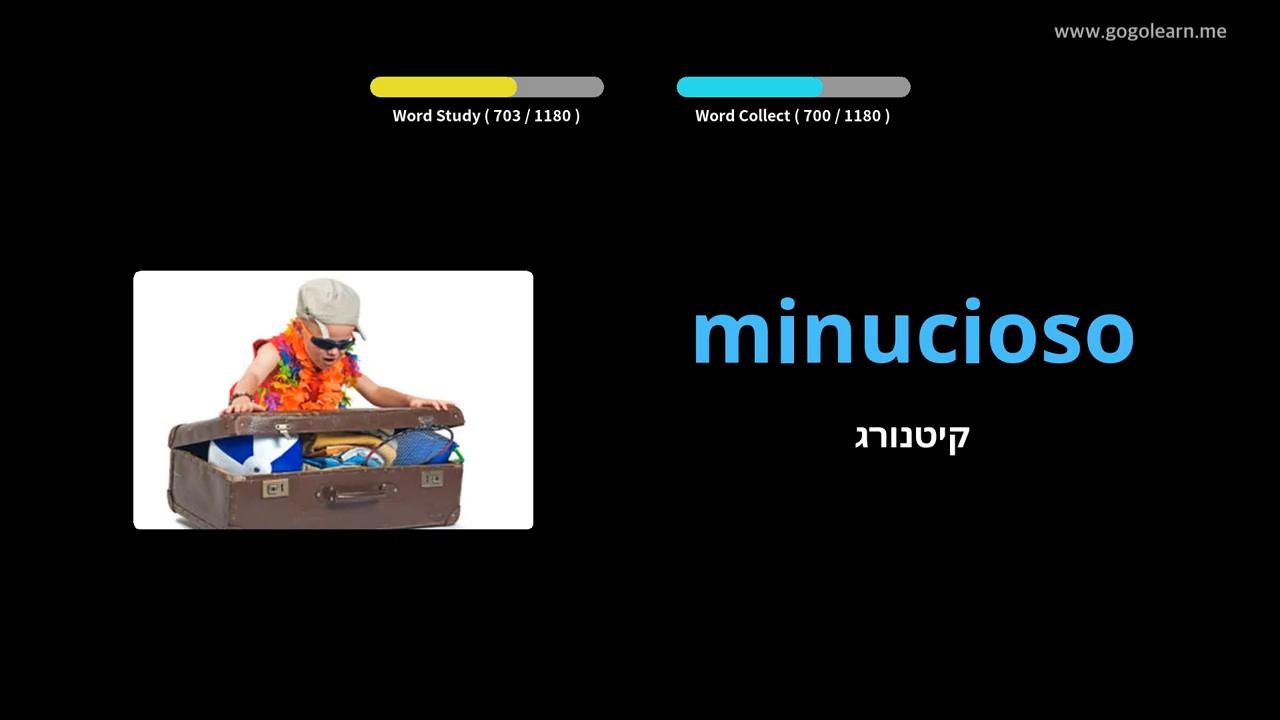 www.gogolearn.me
Word Study ( 703 / 1180 )
Word Collect ( 700 / 1180 )
minucioso
קיטנורג